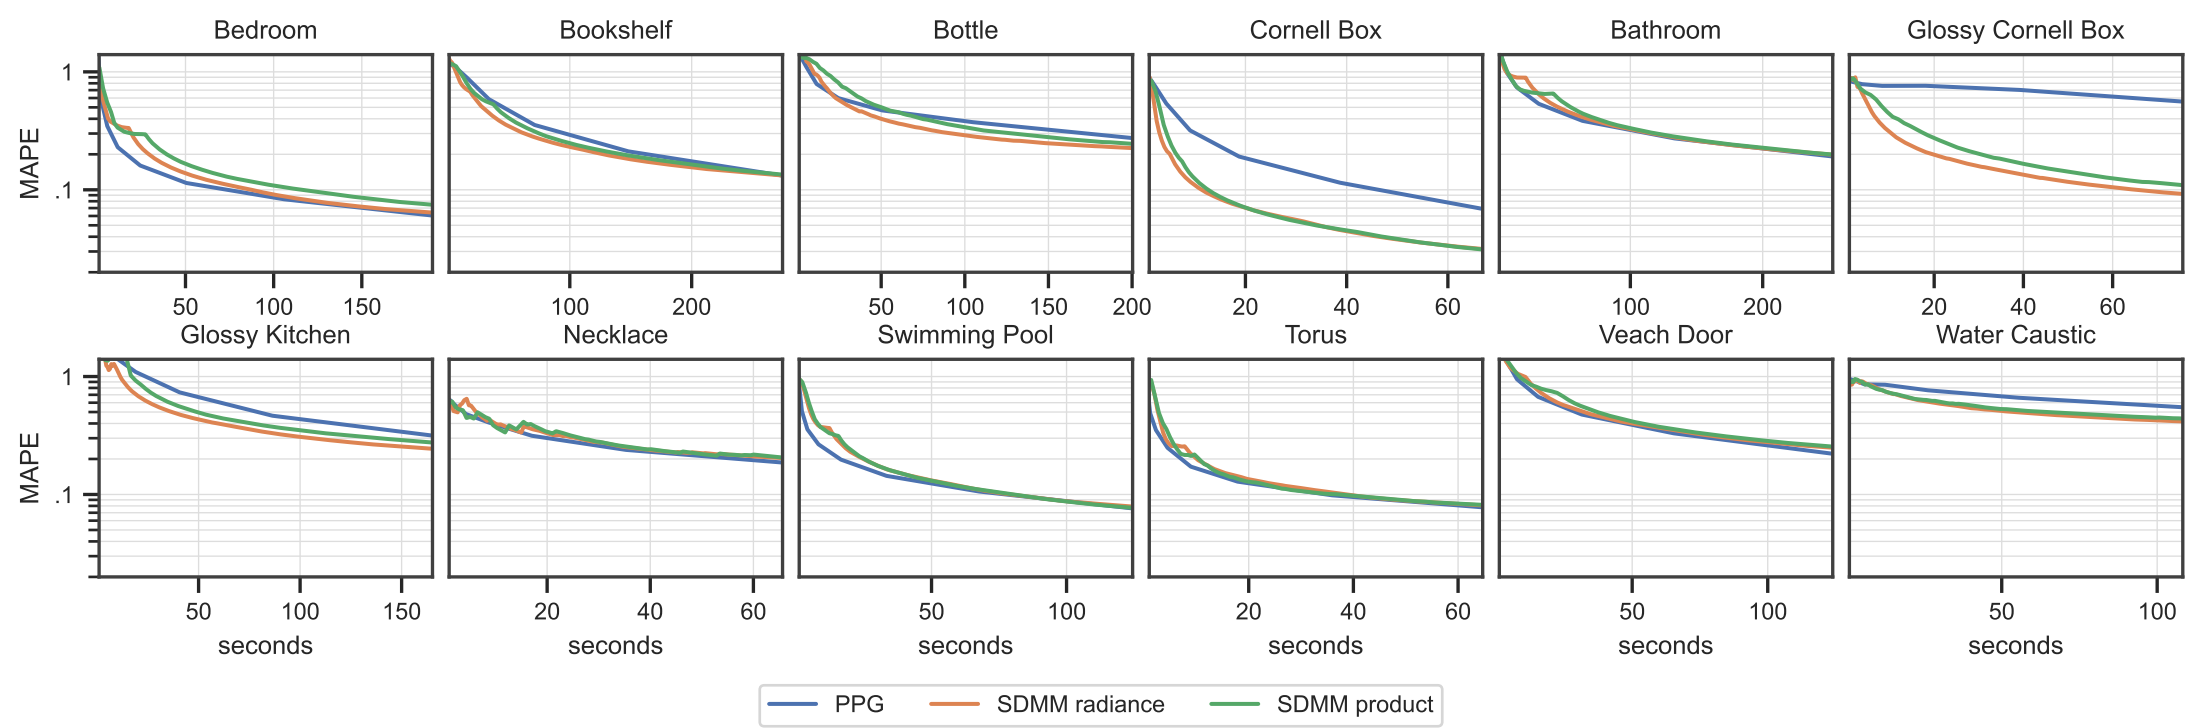 Bedroom Bookshelf Bottle Cornell Box Bathroom Glossy Cornell Box
1
MAPE
.1
50 100 150 100 200 50 100 150 200 20 40 60 100 200 20 40 60
Glossy Kitchen Necklace Swimming Pool Torus Veach Door Water Caustic
1
MAPE
.1
50 100 150 20 40 60 50 100 20 40 60 50 100 50 100
seconds seconds seconds seconds seconds seconds
PPG SDMM radiance SDMM product